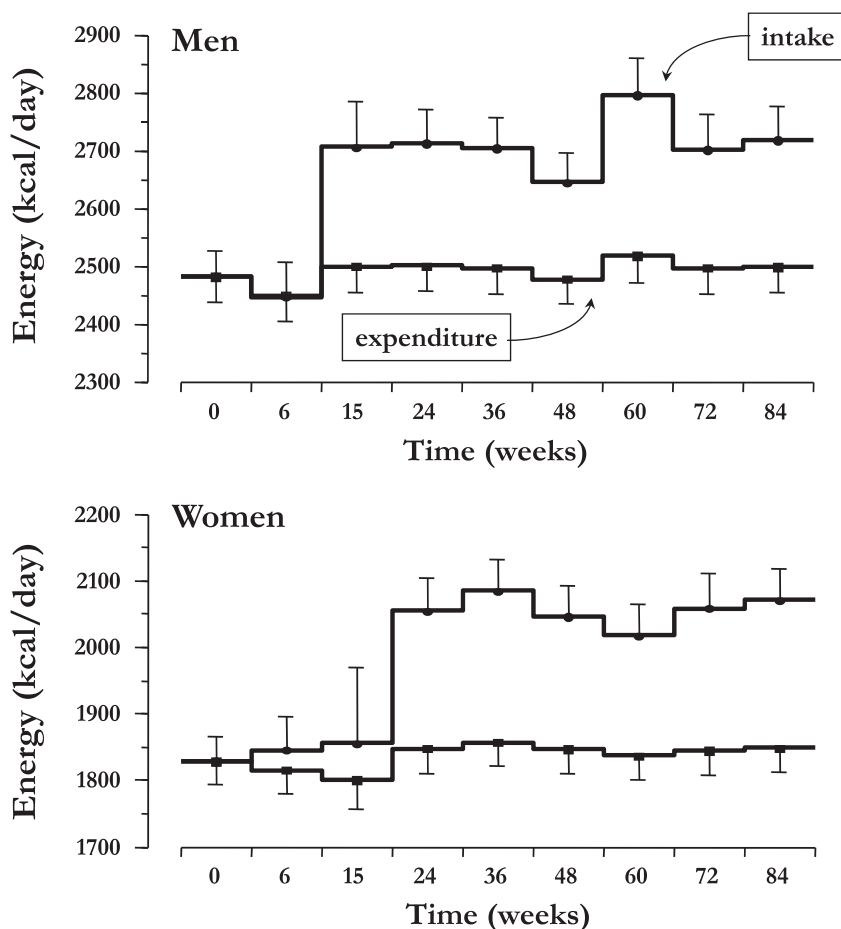 Men
intake
2900
2800
2700
2600
2500
2400
2300
Energy (kcal/day)
expenditure
0 6 15 24 36 48 60 72 84
Time (weeks)
Women
2200
2100
2000
1900
1800
1700
Energy (kcal/day)
0 6 15 24 36 48 60 72 84
Time (weeks)